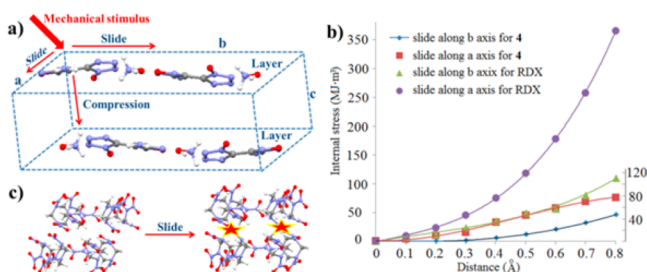 a)
Mechanical stimulus
Slide
Slide
b
Layer
a
c
Compression
Layer
c)
Slide
b)
slide along b axis for 4
slide along a axis for 4
slide along b axis for RDX
slide along a axis for RDX
Internal stress (MJ·m³)
350
300
250
200
150
100
50
0
120
80
40
0 0.1 0.2 0.3 0.4 0.5 0.6 0.7 0.8
Distance (Å)